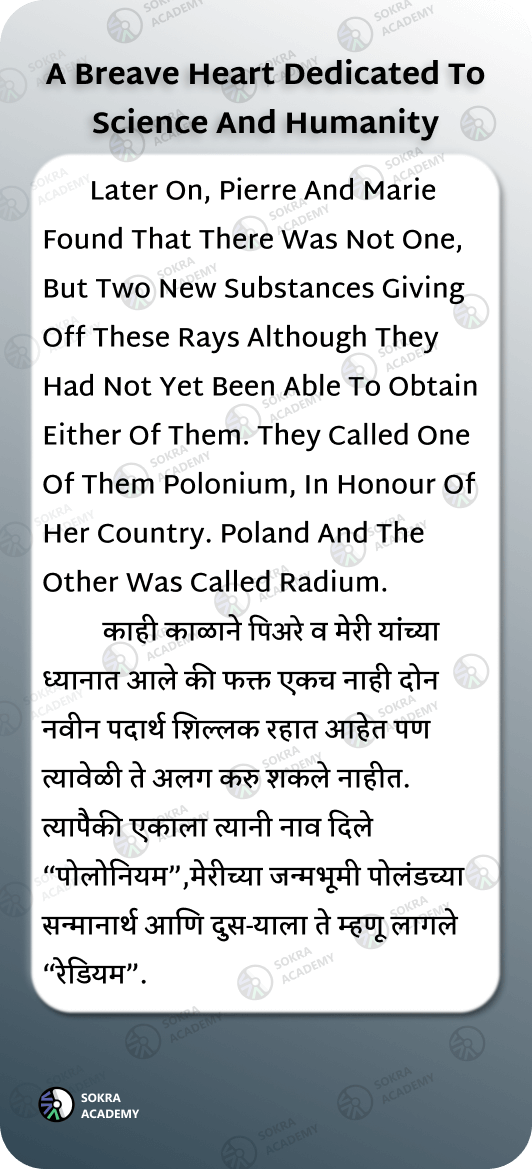 A Breave Heart Dedicated To
Science And Humanity
Later On, Pierre And Marie
Found That There Was Not One,
But Two New Substances Giving
Off These Rays Although They
Had Not Yet Been Able To Obtain
Either Of Them. They Called One
Of Them Polonium, In Honour Of
Her Country. Poland And The
Other Was Called Radium.
काही काळाने पिअरे व मेरी यांच्या
ध्यानात आले की फक्त एकच नाही दोन
नवीन पदार्थ शिल्लक रहात आहेत पण
त्यावेळी ते अलग करु शकले नाहीत.
त्यापैकी एकाला त्यानी नाव दिले
“पोलोनियम”,मेरीच्या जन्मभूमी पोलंडच्या
सन्मानार्थ आणि दुस-याला ते म्हणू लागले
“रेडियम”.
SOKRA
ACADEMY